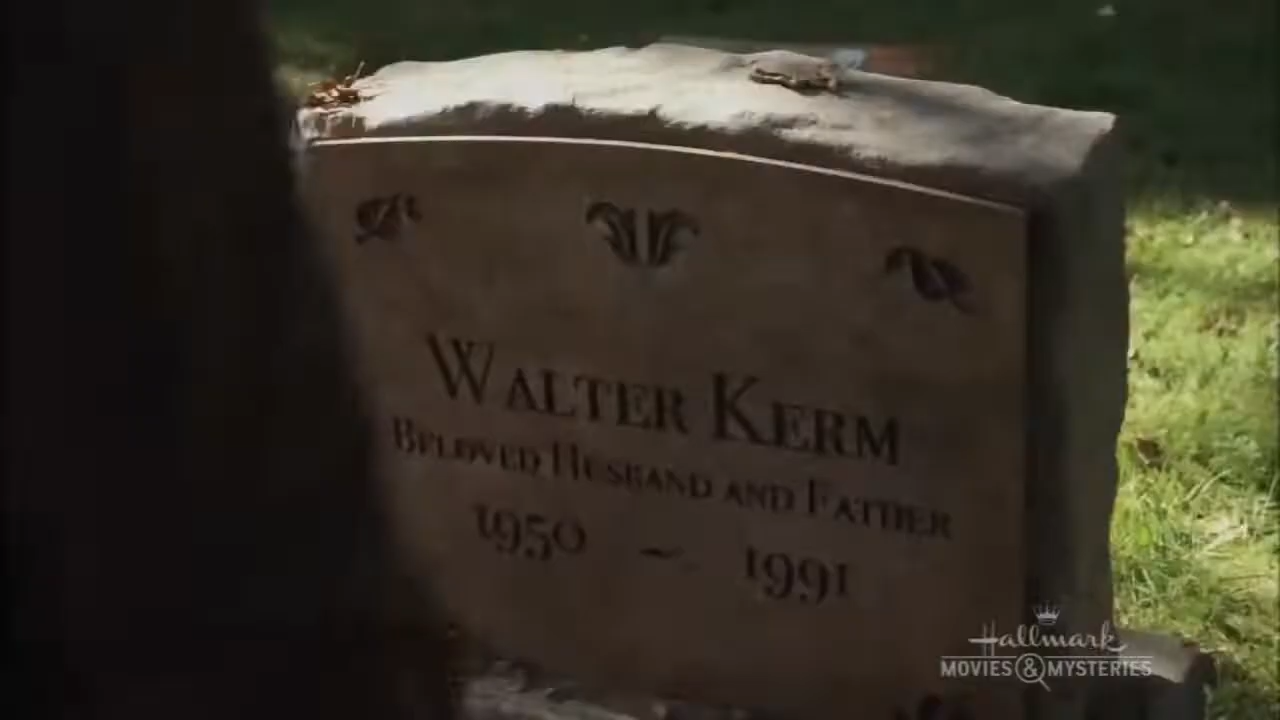 WALTER KERM
BELOVED HUSBAND AND FATHER
1950 ~ 1991
Hallmark
MOVIES & MYSTERIES